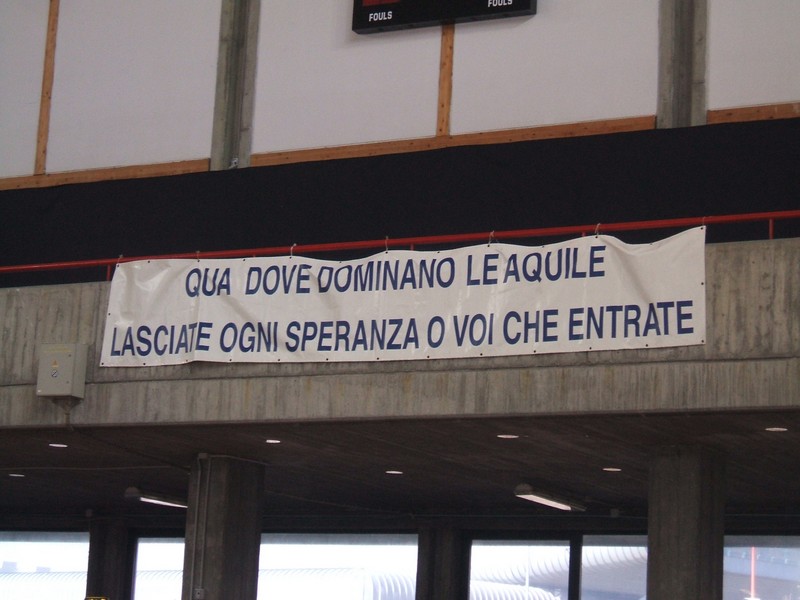 FOULS FOULS
QUA DOVE DOMINANO LE AQUILE
LASCIATE OGNI SPERANZA O VOI CHE ENTRATE